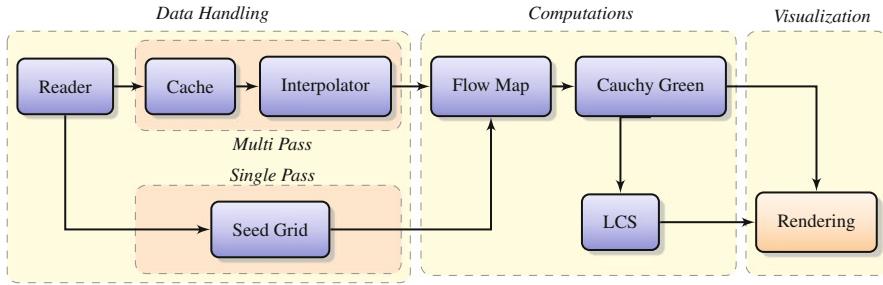 Data Handling
Computations
Visualization
Reader
Cache
Interpolator
Flow Map
Cauchy Green
Multi Pass
Single Pass
Seed Grid
LCS
Rendering